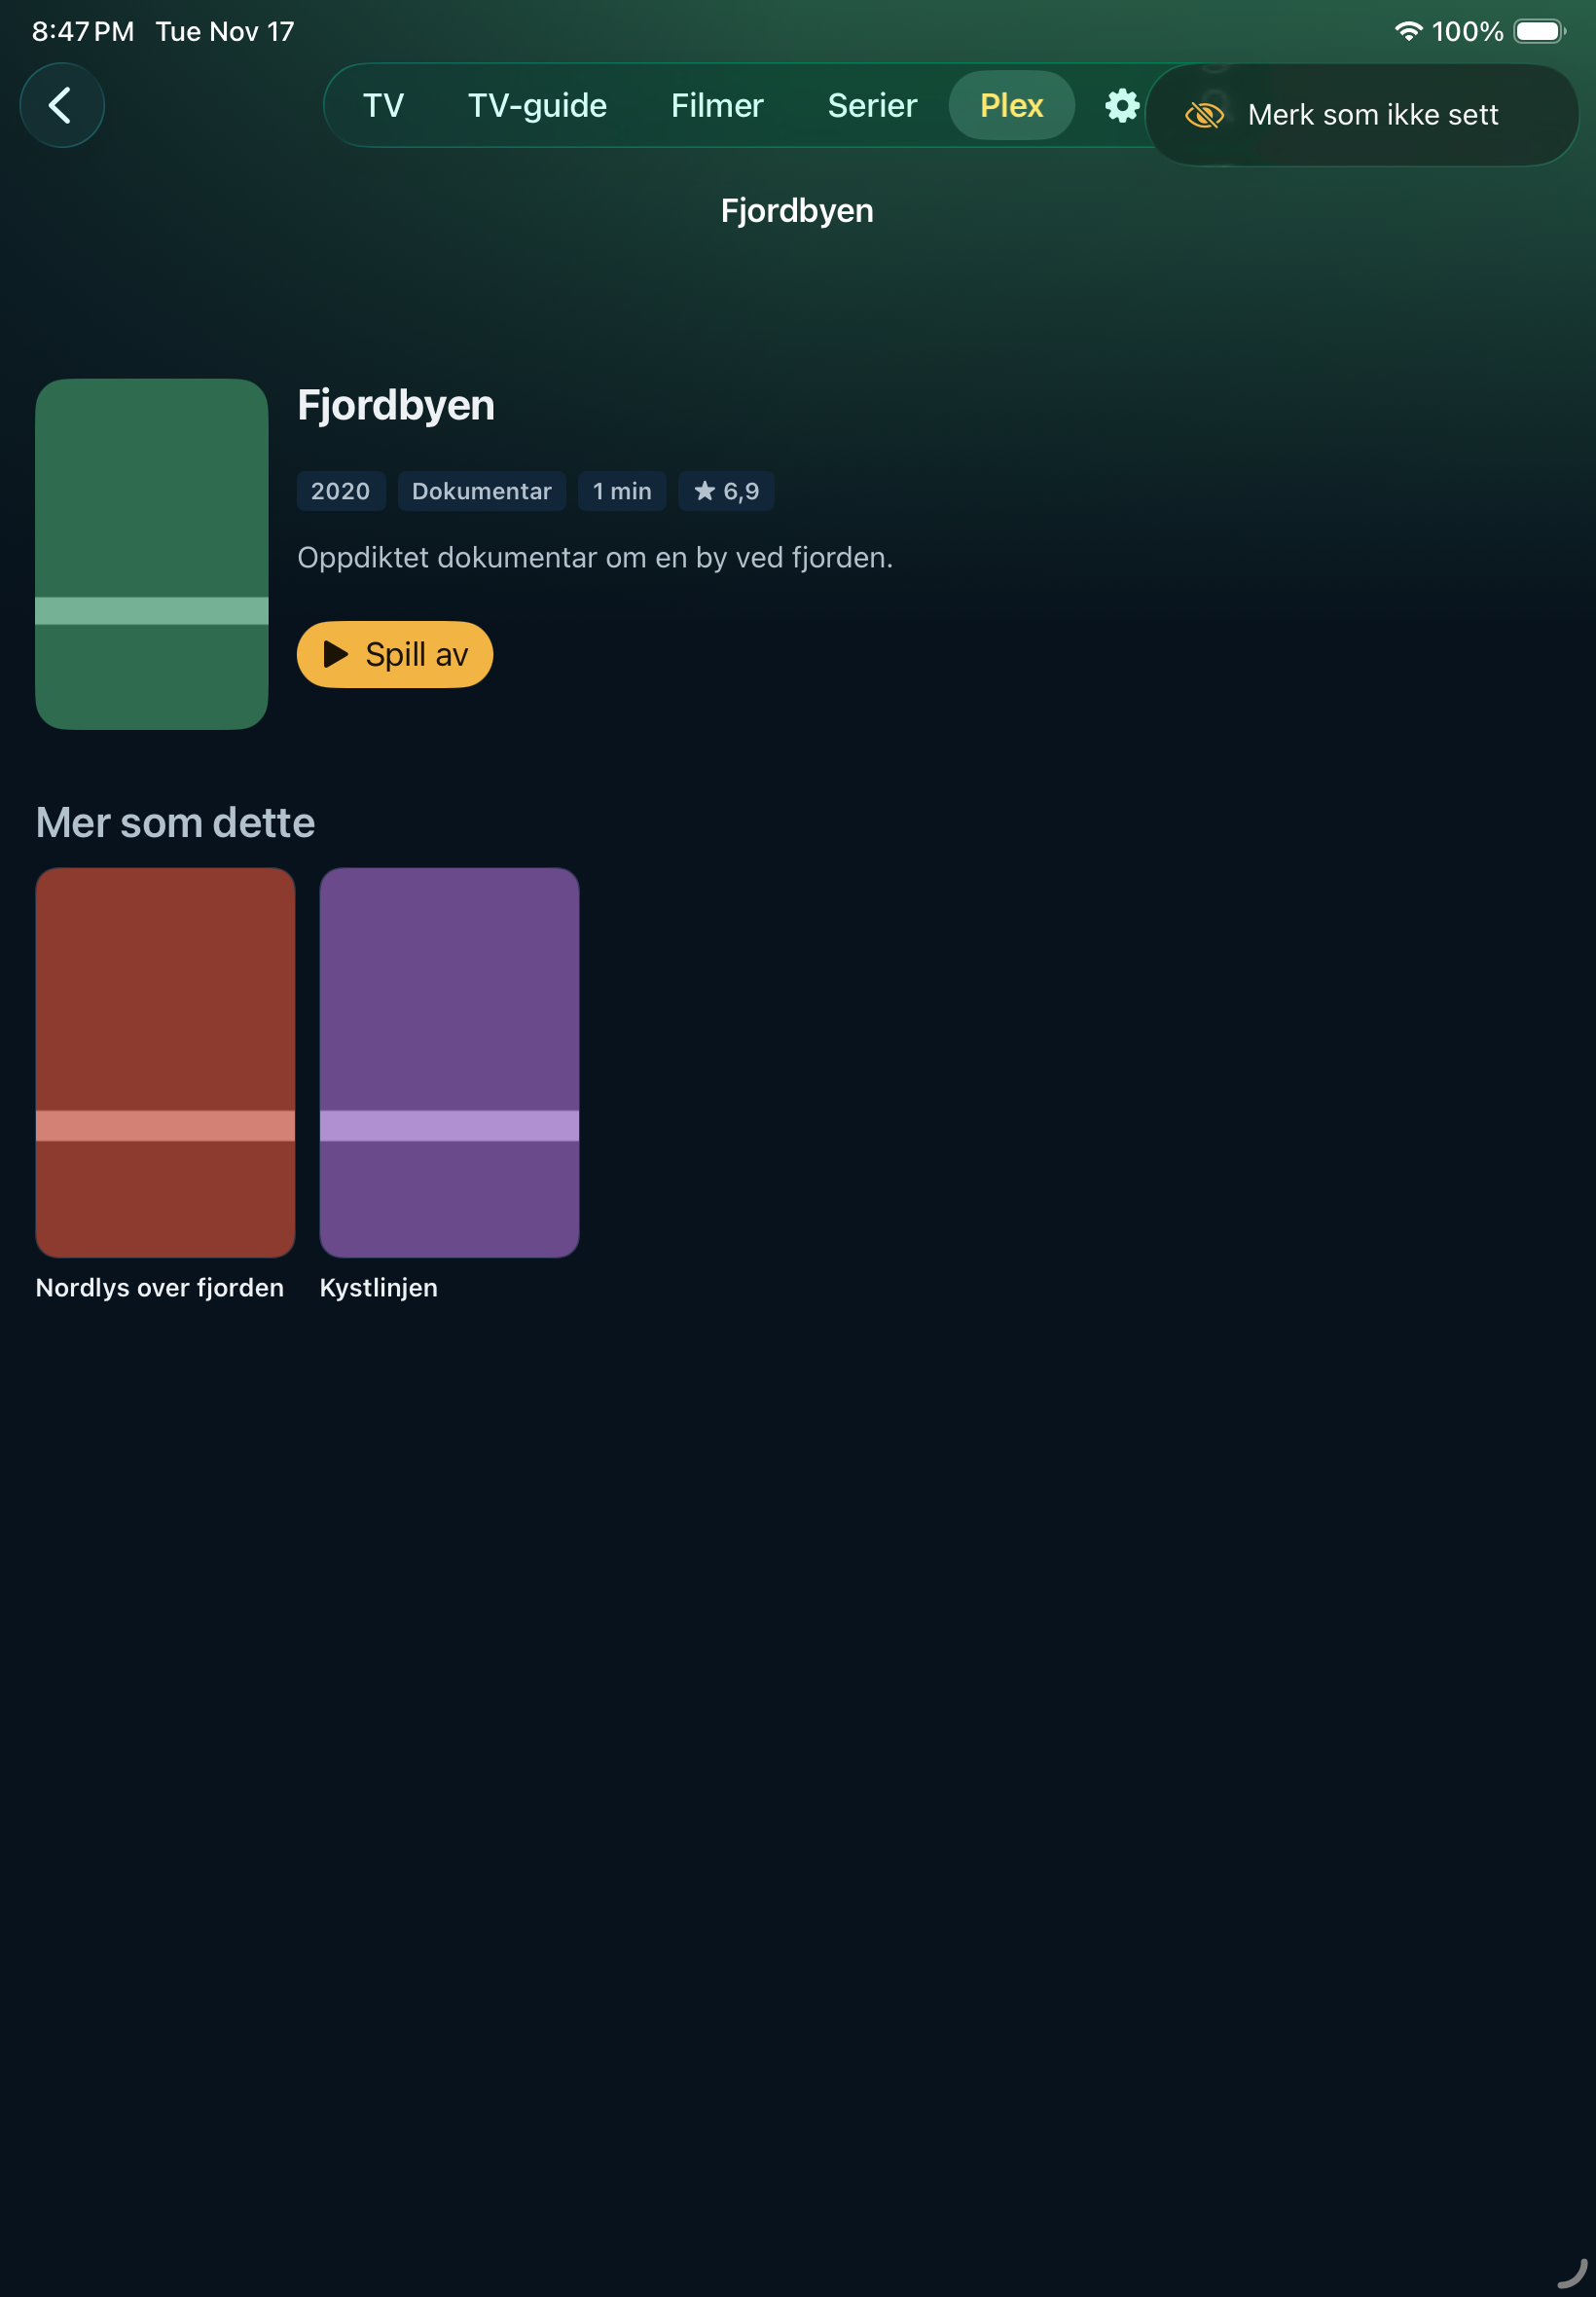 8:47 PM Tue Nov 17 100%
TV TV-guide Filmer Serier Plex Merk som ikke sett
Fjordbyen
Fjordbyen
2020 Dokumentar 1 min 6,9
Oppdiktet dokumentar om en by ved fjorden.
Spill av
Mer som dette
Nordlys over fjorden Kystlinjen